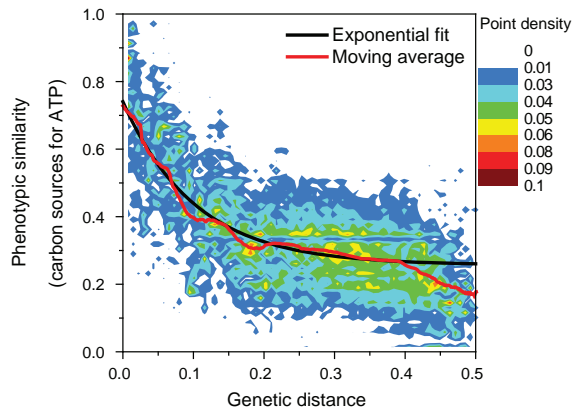 Point density
0
0.01
0.03
0.04
0.05
0.06
0.08
0.09
0.1
Exponential fit
Moving average
Phenotypic similarity
(carbon sources for ATP)
1.0
0.8
0.6
0.4
0.2
0.0
0.0 0.1 0.2 0.3 0.4 0.5
Genetic distance